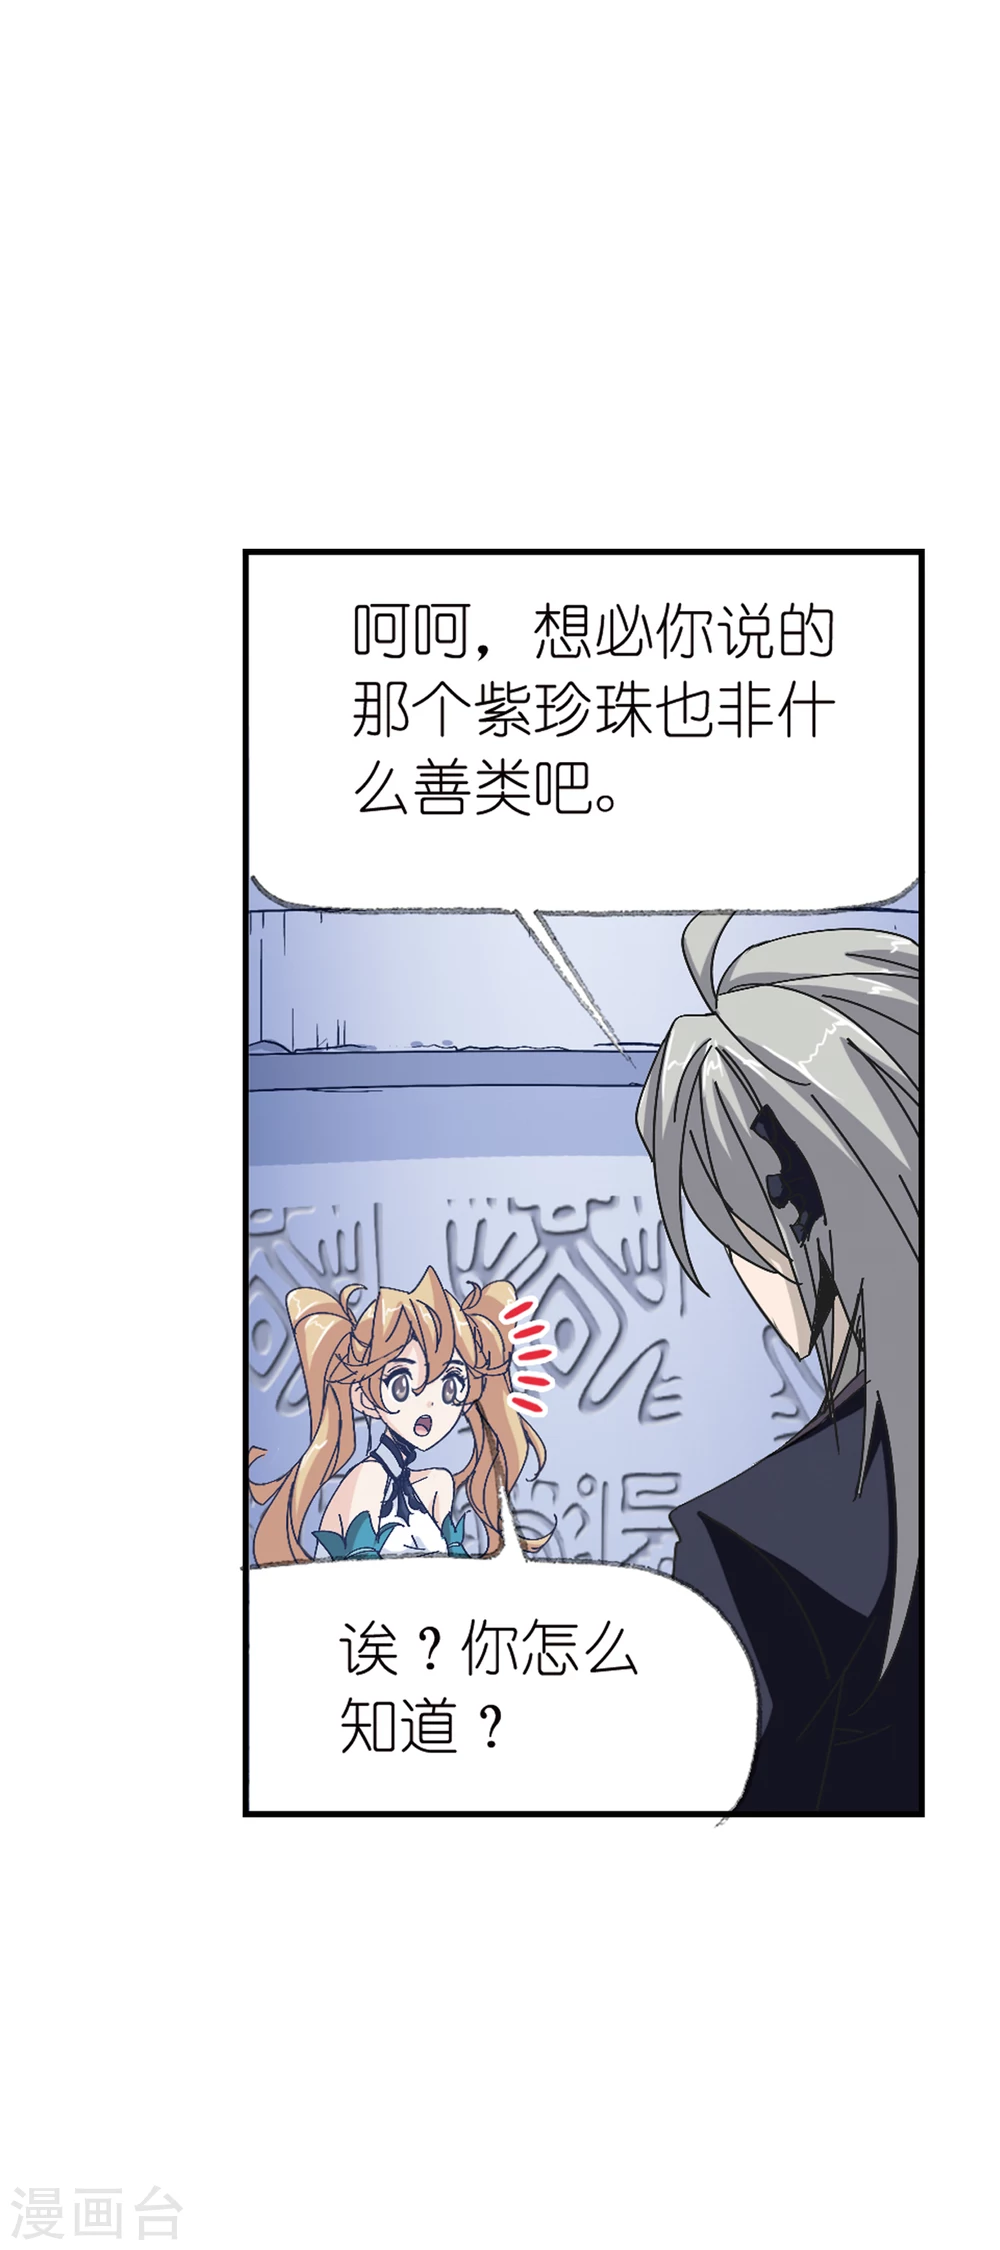 呵呵，想必你说的
那个紫珍珠也非什
么善类吧。
诶？你怎么
知道？
漫画台